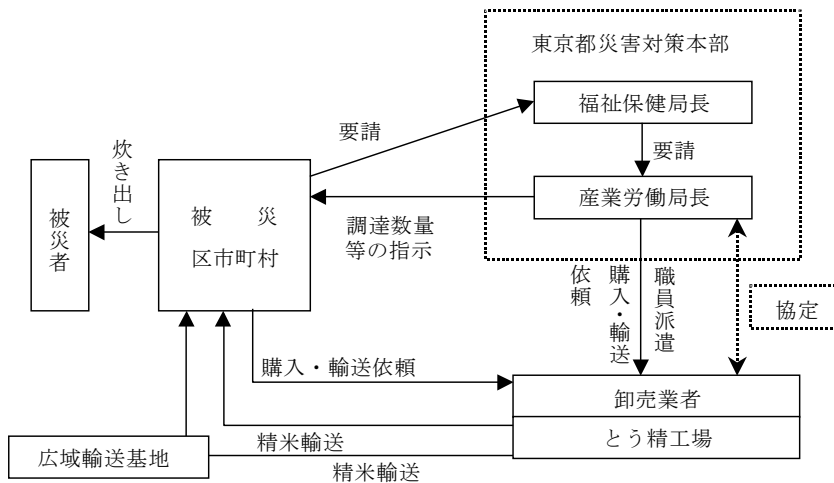 東京都災害対策本部
福祉保健局長
要請
要請
産業労働局長
炊き出し
被災者
被　災
区市町村
調達数量
等の指示
職員派遣
購入・輸送
依頼
協定
購入・輸送依頼
卸売業者
とう精工場
精米輸送
広域輸送基地
精米輸送